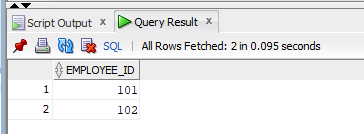 Script Output x Query Result x
SQL | All Rows Fetched: 2 in 0.095 seconds
EMPLOYEE_ID
1 101
2 102